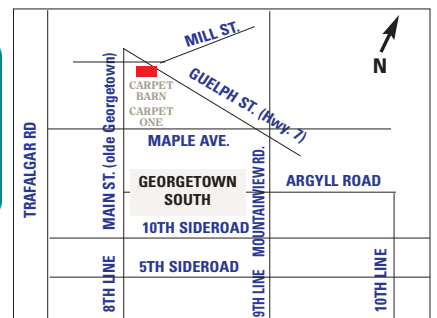 MILL ST.
N
GUELPH ST. (Hwy. 7)
CARPET
BARN
CARPET
ONE
TRAFALGAR RD
MAIN ST. (olde Georgetown)
MAPLE AVE.
MOUNTAINVIEW RD.
GEORGETOWN
SOUTH
ARGYLL ROAD
10TH SIDEROAD
5TH SIDEROAD
8TH LINE
9TH LINE
10TH LINE